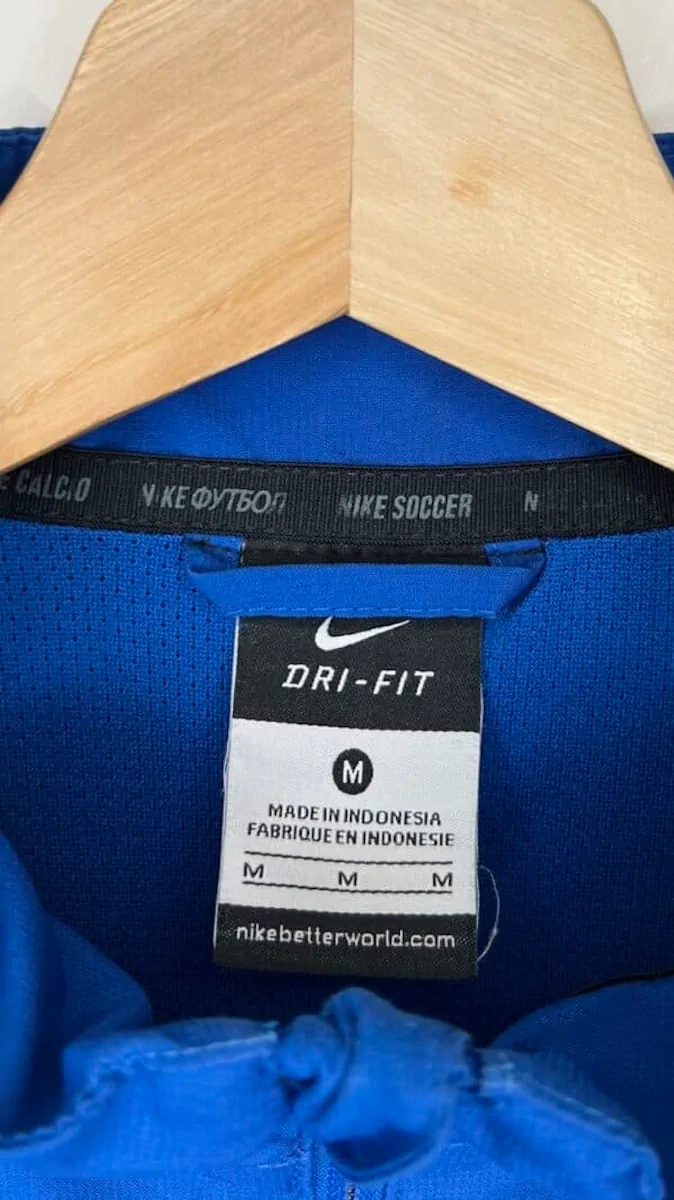 CALCIO NIKE ФУТБОЛ NIKE SOCCER
DRI-FIT
M
MADE IN INDONESIA
FABRIQUE EN INDONESIE
M M M
nikebetterworld.com